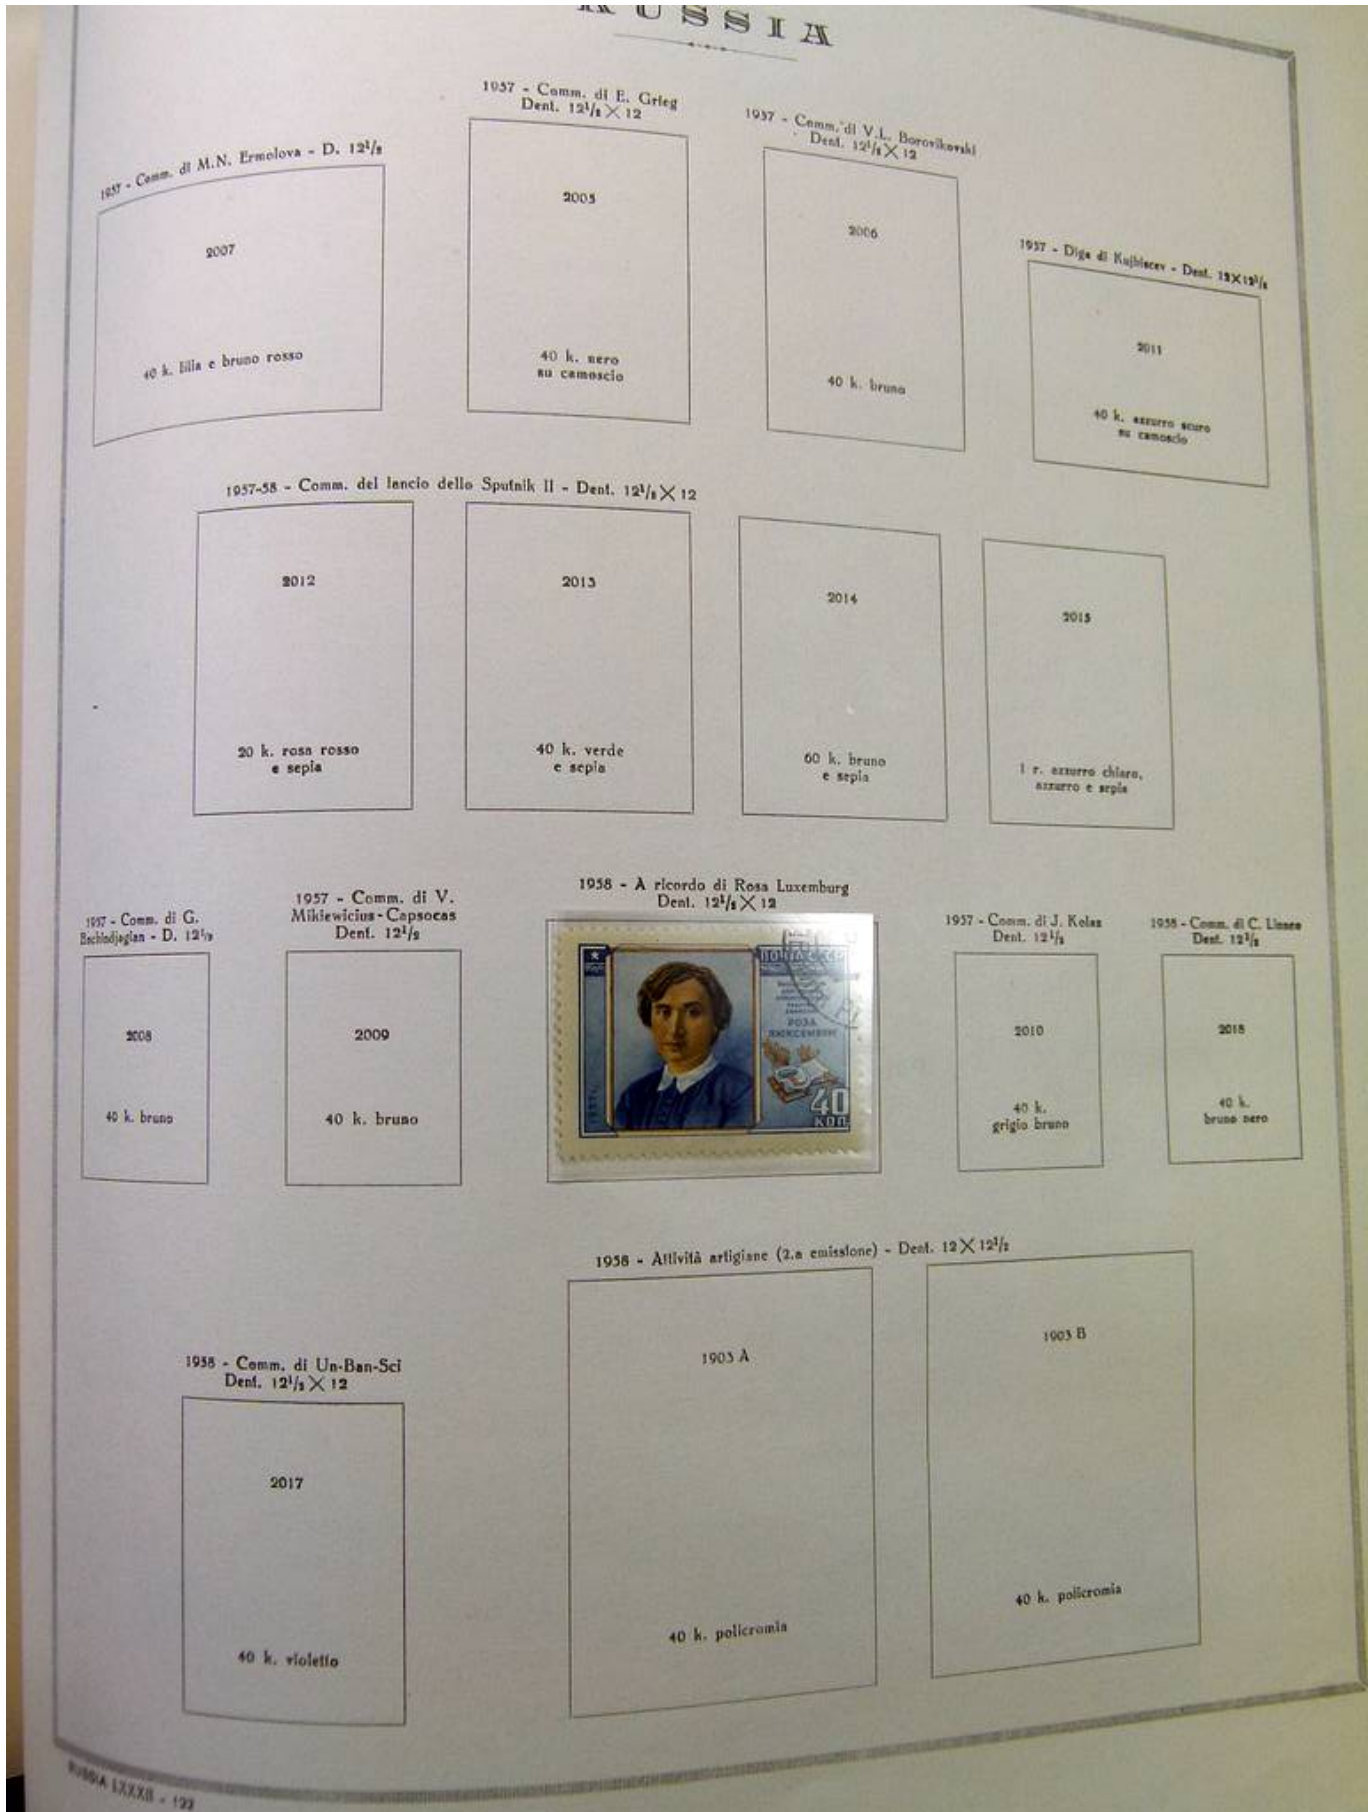 RUSSIA
1957 - Comm. di M.N. Ermolova - D. 12¹/₂
2007
40 k. lilla e bruno rosso
1957 - Comm. di E. Grieg
Dent. 12¹/₂ X 12
2005
40 k. nero
su camoscio
1957 - Comm. di V.L. Borovikovski
Dent. 12¹/₂ X 12
2006
40 k. bruno
1957 - Diga di Kujbiscev - Dent. 12X12¹/₂
2011
40 k. azzurro scuro
su camoscio
1957-58 - Comm. del lancio dello Sputnik II - Dent. 12¹/₂ X 12
2012
20 k. rosa rosso
e sepia
2013
40 k. verde
e sepia
2014
60 k. bruno
e sepia
2015
1 r. azzurro chiaro,
azzurro e sepia
1957 - Comm. di G.
Bschindjagian - D. 12¹/₂
2008
40 k. bruno
1957 - Comm. di V.
Mikiewicius-Capsocas
Dent. 12¹/₂
2009
40 k. bruno
1958 - A ricordo di Rosa Luxemburg
Dent. 12¹/₂ X 12
ПОЧТА СССР
РОЗА
ЛЮКСЕМБУРГ
1957
40
КОП
1957 - Comm. di J. Kolas
Dent. 12¹/₂
2010
40 k.
grigio bruno
1958 - Comm. di C. Linneo
Dent. 12¹/₂
2018
40 k.
bruno nero
1958 - Comm. di Un-Ban-Sci
Dent. 12¹/₂ X 12
2017
40 k. violetto
1958 - Attività artigiane (2.a emissione) - Dent. 12 X 12¹/₂
1903 A
40 k. policromia
1903 B
40 k. policromia
RUSSIA LXXXII - 122